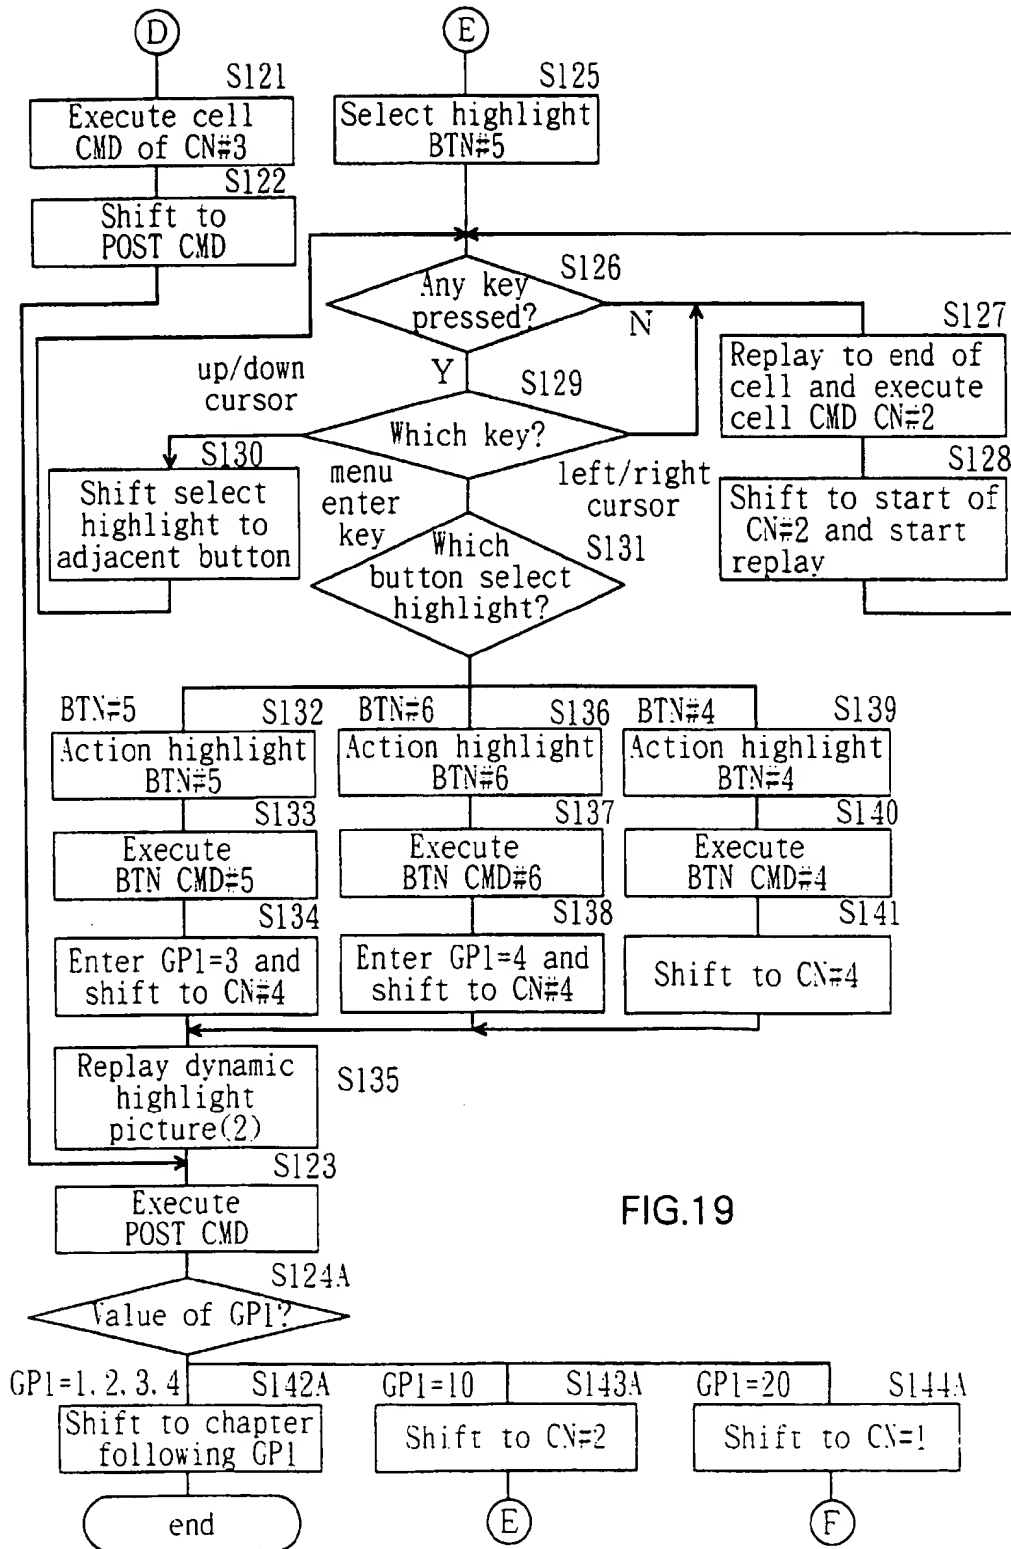 D
S121
Execute cell
CMD of CN#3
S122
Shift to
POST CMD
E
S125
Select highlight
BTN#5
S126
Any key
pressed?
N
Y
S127
Replay to end of
cell and execute
cell CMD CN#2
S128
Shift to start of
CN#2 and start
replay
up/down
cursor
S129
Which key?
S130
Shift select
highlight to
adjacent button
menu
enter
key
left/right
cursor
S131
Which
button select
highlight?
BTN#5
S132
Action highlight
BTN#5
S133
Execute
BTN CMD#5
S134
Enter GP1=3 and
shift to CN#4
BTN#6
S136
Action highlight
BTN#6
S137
Execute
BTN CMD#6
S138
Enter GP1=4 and
shift to CN#4
BTN#4
S139
Action highlight
BTN#4
S140
Execute
BTN CMD#4
S141
Shift to CN#4
Replay dynamic
highlight
picture(2)
S135
S123
Execute
POST CMD
FIG.19
S124A
Value of GP1?
GP1=1,2,3,4
S142A
Shift to chapter
following GP1
end
GP1=10
S143A
Shift to CN=2
E
GP1=20
S144A
Shift to CN=1
F